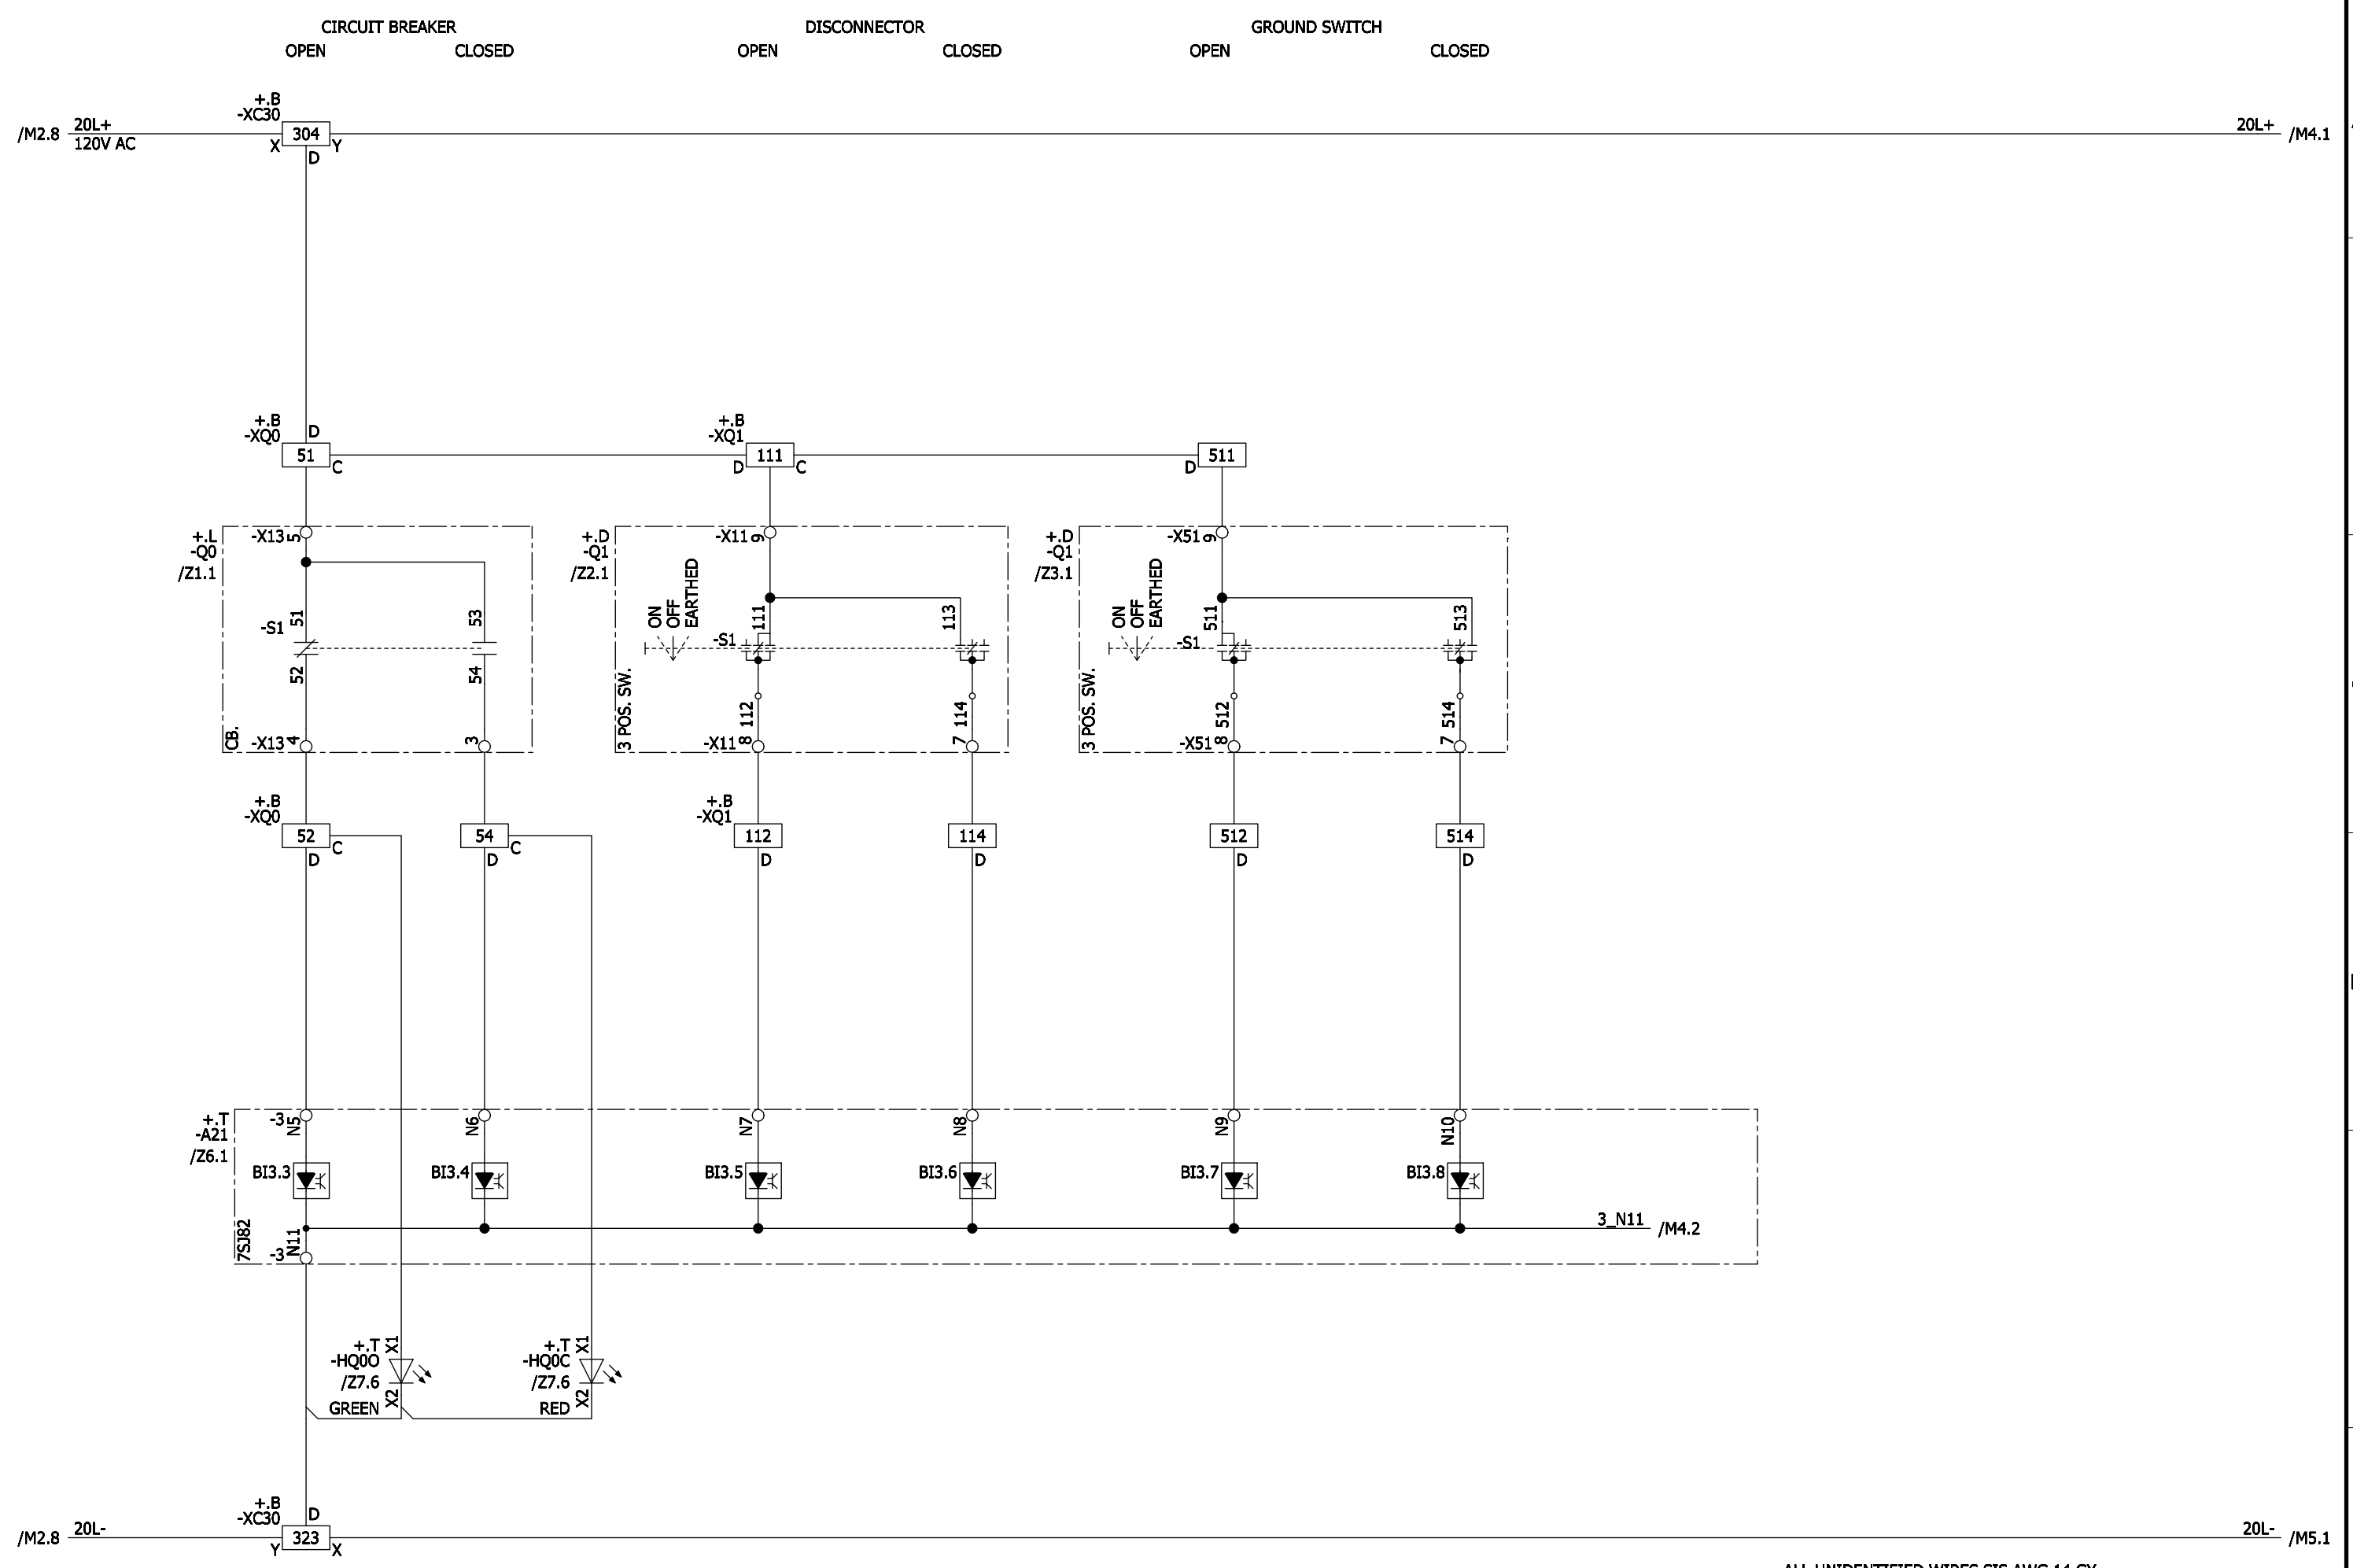 CIRCUIT BREAKER DISCONNECTOR GROUND SWITCH
OPEN CLOSED OPEN CLOSED OPEN CLOSED
+.B
-XC30
/M2.8 20L+ 304 20L+ /M4.1
120V AC X Y
D
+.B D +.B
-XQ0 -XQ1
51 111 511
C D C D
+.L -X13 5 +.D -X11 9 +.D -X51 9
-Q0 -Q1 -Q1
/Z1.1 /Z2.1 /Z3.1
ON OFF EARTHED ON OFF EARTHED
51 53 111 113 511 513
-S1 -S1 -S1
52 54
112 114 512 514
CB. 3 POS. SW. 3 POS. SW.
-X13 4 3 -X11 8 7 -X51 8 7
+.B +.B
-XQ0 -XQ1
52 54 112 114 512 514
C C
D D D D D D
+.T -3 N5 N6 N7 N8 N9 N10
-A21
/Z6.1
BI3.3 BI3.4 BI3.5 BI3.6 BI3.7 BI3.8
7SJ82 3_N11 /M4.2
-3 N11
+.T X1 +.T X1
-HQ0O -HQ0C
/Z7.6 /Z7.6
GREEN X2 RED X2
+.B D
-XC30
/M2.8 20L- 323 20L- /M5.1
Y X
ALL UNIDENTIFIED WIRES SIS AWG 14 GY